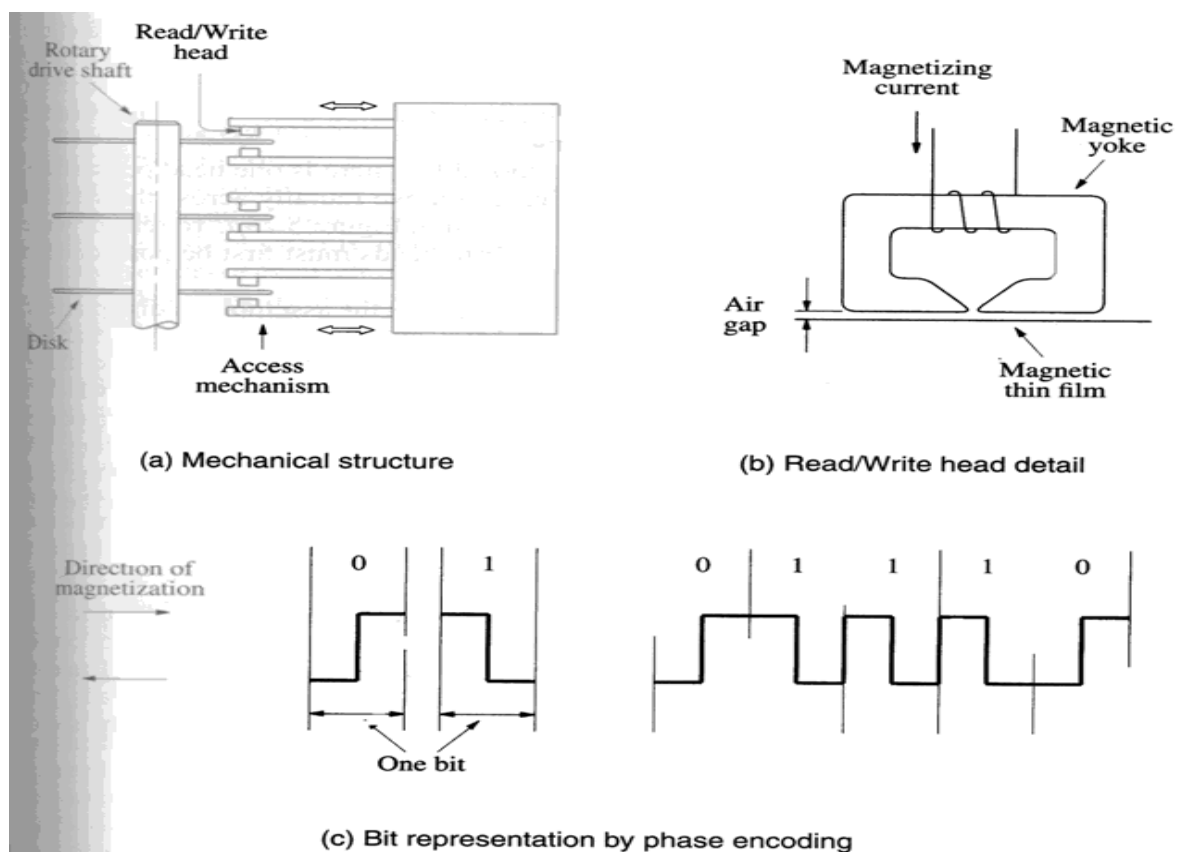 Read/Write
head
Rotary
drive shaft
Disk
Access
mechanism
(a) Mechanical structure
Magnetizing
current
Magnetic
yoke
Air
gap
Magnetic
thin film
(b) Read/Write head detail
Direction of
magnetization
0 1
One bit
0 1 1 1 0
(c) Bit representation by phase encoding